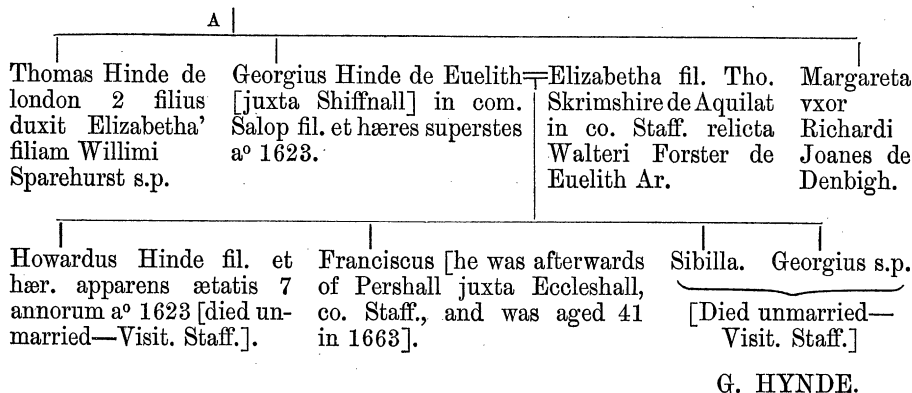 A
Thomas Hinde de
london 2 filius
duxit Elizabetha'
filiam Willimi
Sparehurst s.p.
Georgius Hinde de Euelith
[juxta Shiffnall] in com.
Salop fil. et hæres superstes
aº 1623.
Elizabetha fil. Tho.
Skrimshire de Aquilat
in co. Staff. relicta
Walteri Forster de
Euelith Ar.
Margareta
vxor
Richardi
Joanes de
Denbigh.
Howardus Hinde fil. et
hær. apparens ætatis 7
annorum aº 1623 [died un-
married—Visit. Staff.].
Franciscus [he was afterwards
of Pershall juxta Eccleshall,
co. Staff., and was aged 41
in 1663].
Sibilla. Georgius s.p.
[Died unmarried—
Visit. Staff.]
G. HYNDE.